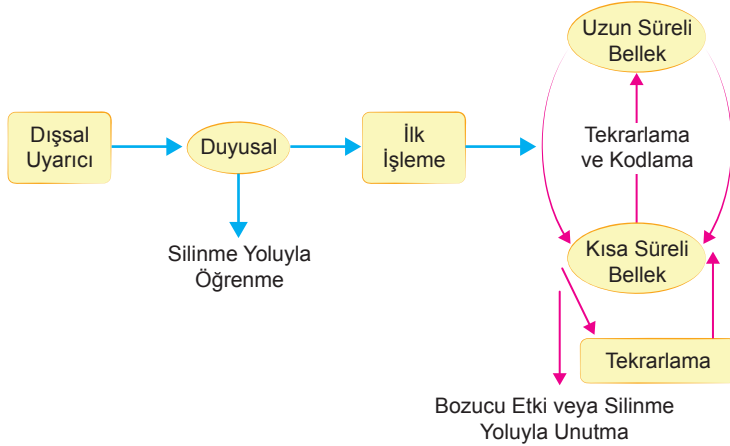 Uzun Süreli
Bellek
Dışsal
Uyarıcı
Duyusal
İlk
İşleme
Tekrarlama
ve Kodlama
Silinme Yoluyla
Öğrenme
Kısa Süreli
Bellek
Tekrarlama
Bozucu Etki veya Silinme
Yoluyla Unutma